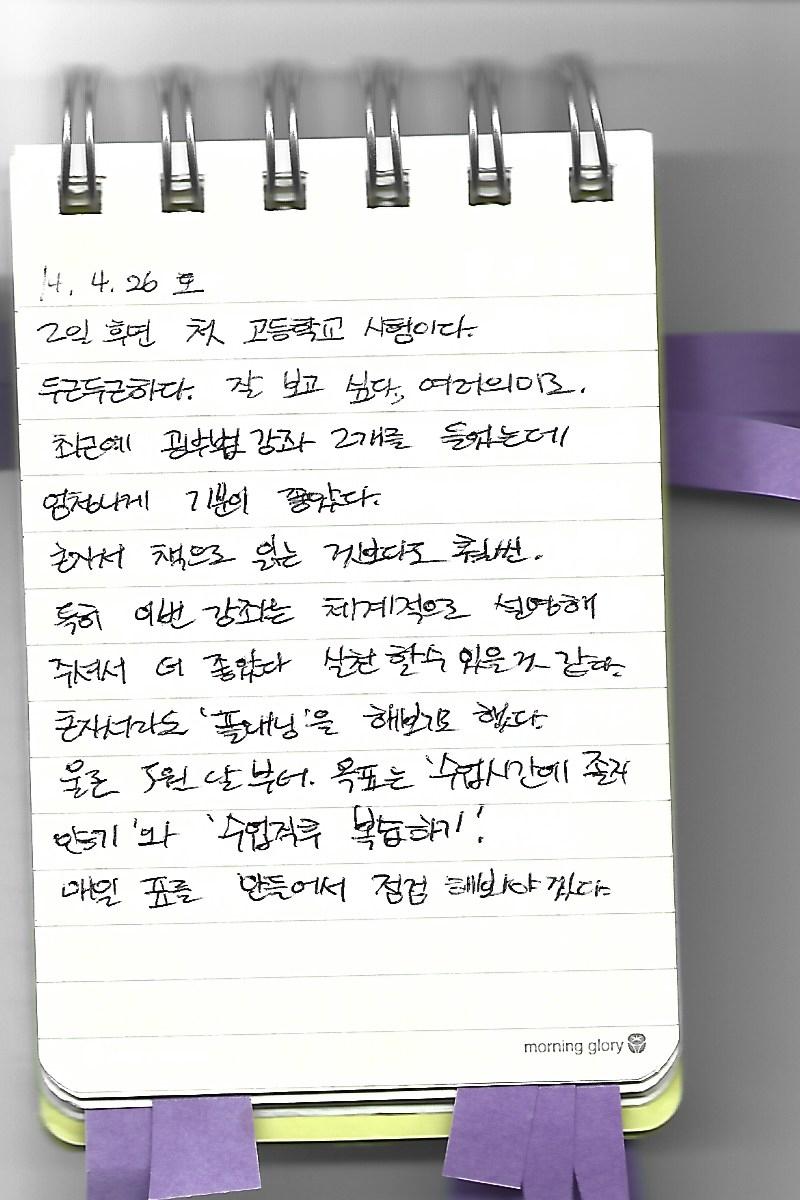 14. 4. 26 토
2일 후면 첫 고등학교 시험이다.
두근두근하다. 잘 보고 싶다, 여러의미로.
최근에 공부법 강좌 2개를 들었는데
엄청나게 기분이 좋았다.
혼자서 책으로 읽는 것보다도 훨씬.
특히 이번 강좌는 체계적으로 설명해
주셔서 더 좋았다 실천 할수 있을것 같다.
혼자서라도 '플래닝'을 해보기로 했다
물론 5월 날부터. 목표는 '수업시간에 졸지
않기'와 '수업직후 복습하기!'
매일 표를 만들어서 점검 해봐야겠다.
morning glory